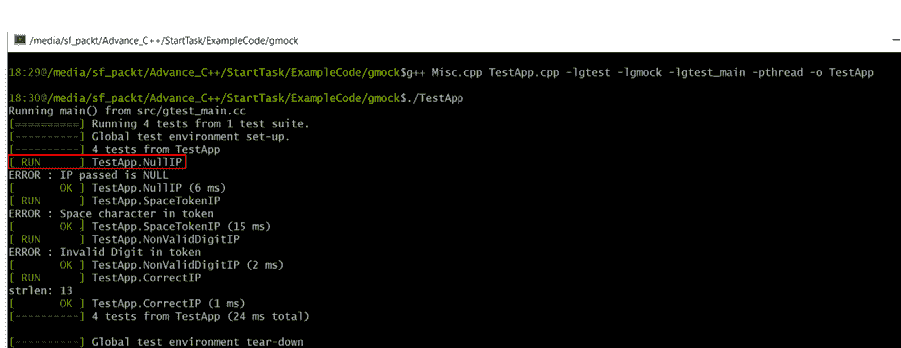 /media/sf_packt/Advance_C++/StartTask/ExampleCode/gmock
18:29@/media/sf_packt/Advance_C++/StartTask/ExampleCode/gmock$g++ Misc.cpp TestApp.cpp -lgtest -lgmock -lgtest_main -pthread -o TestApp
18:30@/media/sf_packt/Advance_C++/StartTask/ExampleCode/gmock$./TestApp
Running main() from src/gtest_main.cc
[==========] Running 4 tests from 1 test suite.
[----------] Global test environment set-up.
[----------] 4 tests from TestApp
[ RUN      ] TestApp.NullIP
ERROR : IP passed is NULL
[       OK ] TestApp.NullIP (6 ms)
[ RUN      ] TestApp.SpaceTokenIP
ERROR : Space character in token
[       OK ] TestApp.SpaceTokenIP (15 ms)
[ RUN      ] TestApp.NonValidDigitIP
ERROR : Invalid Digit in token
[       OK ] TestApp.NonValidDigitIP (2 ms)
[ RUN      ] TestApp.CorrectIP
strlen: 13
[       OK ] TestApp.CorrectIP (1 ms)
[----------] 4 tests from TestApp (24 ms total)
[----------] Global test environment tear-down